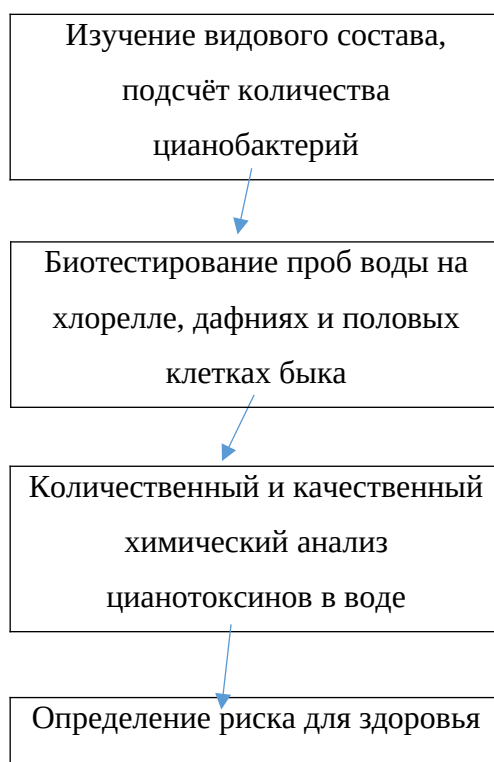 Изучение видового состава,
подсчёт количества
цианобактерий
Биотестирование проб воды на
хлорелле, дафниях и половых
клетках быка
Количественный и качественный
химический анализ
цианотоксинов в воде
Определение риска для здоровья